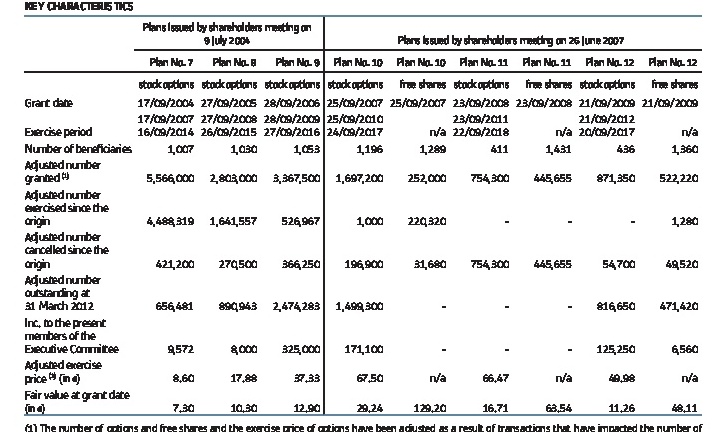 KEY CHARACTERISTICS
Plans issued by shareholders meeting on
9 July 2004
Plans issued by shareholders meeting on 26 June 2007
Plan No. 7 Plan No. 8 Plan No. 9 Plan No. 10 Plan No. 10 Plan No. 11 Plan No. 11 Plan No. 12 Plan No. 12
stock options stock options stock options stock options free shares stock options free shares stock options free shares
Grant date 17/09/2004 27/09/2005 28/09/2006 25/09/2007 25/09/2007 23/09/2008 23/09/2008 21/09/2009 21/09/2009
17/09/2007 27/09/2008 28/09/2009 25/09/2010 23/09/2011 21/09/2012
Exercise period 16/09/2014 26/09/2015 27/09/2016 24/09/2017 n/a 22/09/2018 n/a 20/09/2017 n/a
Number of beneficiaries 1,007 1,030 1,053 1,196 1,289 411 1,431 436 1,360
Adjusted number
granted (1) 5,566,000 2,803,000 3,367,500 1,697,200 252,000 754,300 445,655 871,350 522,220
Adjusted number
exercised since the
origin 4,488,319 1,641,557 526,967 1,000 220,320 - - - 1,280
Adjusted number
cancelled since the
origin 421,200 270,500 366,250 196,900 31,680 754,300 445,655 54,700 49,520
Adjusted number
outstanding at
31 March 2012 656,481 890,943 2,474,283 1,499,300 - - - 816,650 471,420
Inc. to the present
members of the
Executive Committee 9,572 8,000 325,000 171,100 - - - 125,250 6,560
Adjusted exercise
price (1) (in €) 8.60 17.88 37.33 67.50 n/a 66.47 n/a 49.98 n/a
Fair value at grant date
(in €) 7.30 10.30 12.90 29.24 129.20 16.71 63.54 11.26 48.11
(1) The number of options and free shares and the exercise price of options have been adjusted as a result of transactions that have impacted the number of